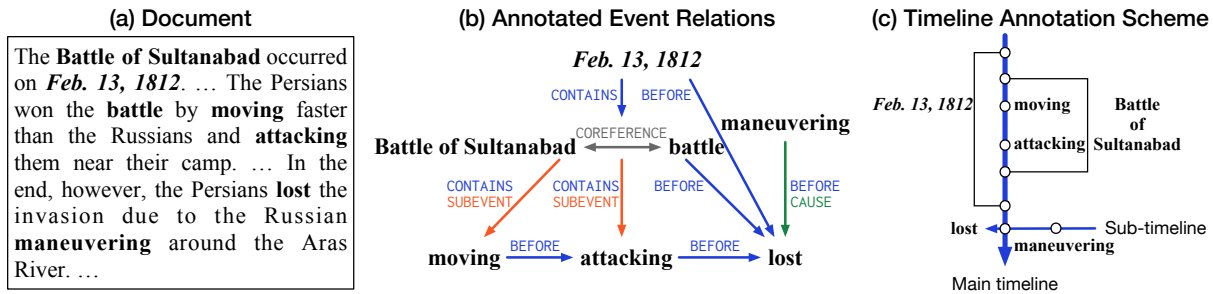 (a) Document
The Battle of Sultanabad occurred
on Feb. 13, 1812. … The Persians
won the battle by moving faster
than the Russians and attacking
them near their camp. … In the
end, however, the Persians lost the
invasion due to the Russian
maneuvering around the Aras
River. …
(b) Annotated Event Relations
Feb. 13, 1812
CONTAINS BEFORE
maneuvering
COREFERENCE
Battle of Sultanabad battle
CONTAINS CONTAINS BEFORE BEFORE
SUBEVENT SUBEVENT CAUSE
BEFORE BEFORE
moving attacking lost
(c) Timeline Annotation Scheme
Feb. 13, 1812
moving
attacking
Battle
of
Sultanabad
lost
Sub-timeline
maneuvering
Main timeline